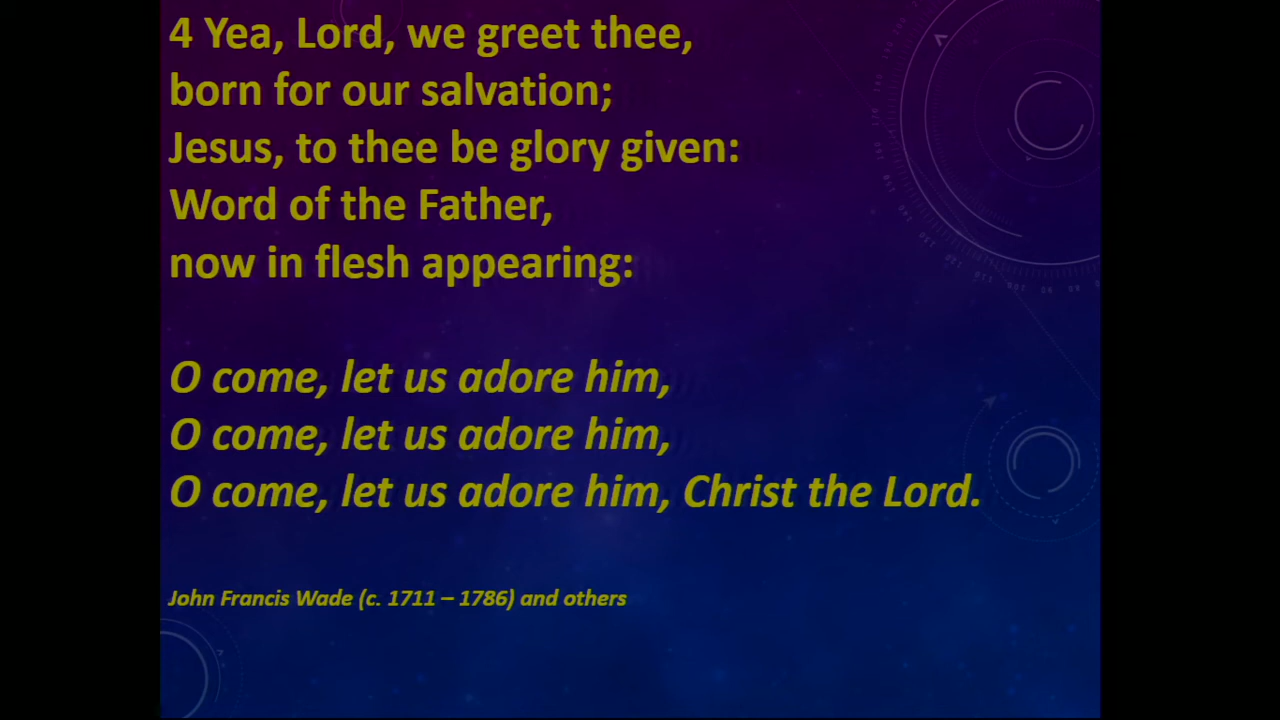 4 Yea, Lord, we greet thee,
born for our salvation;
Jesus, to thee be glory given:
Word of the Father,
now in flesh appearing:
O come, let us adore him,
O come, let us adore him,
O come, let us adore him, Christ the Lord.
John Francis Wade (c. 1711 – 1786) and others